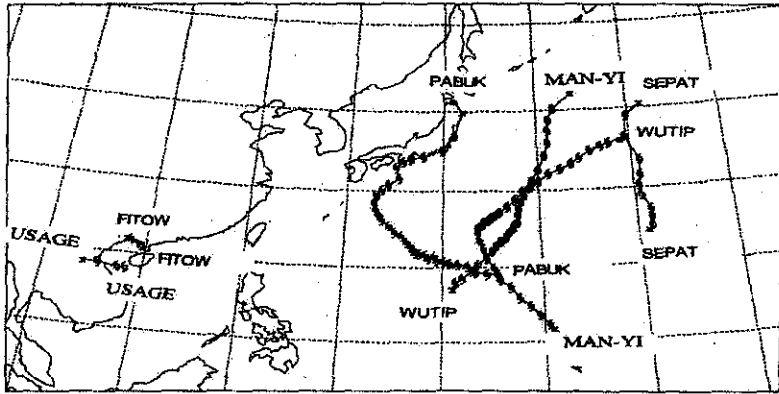 PABUK
MAN-YI
SEPAT
WUTIP
FITOW
USAGE
FITOW
SEPAT
PABUK
USAGE
WUTIP
MAN-YI